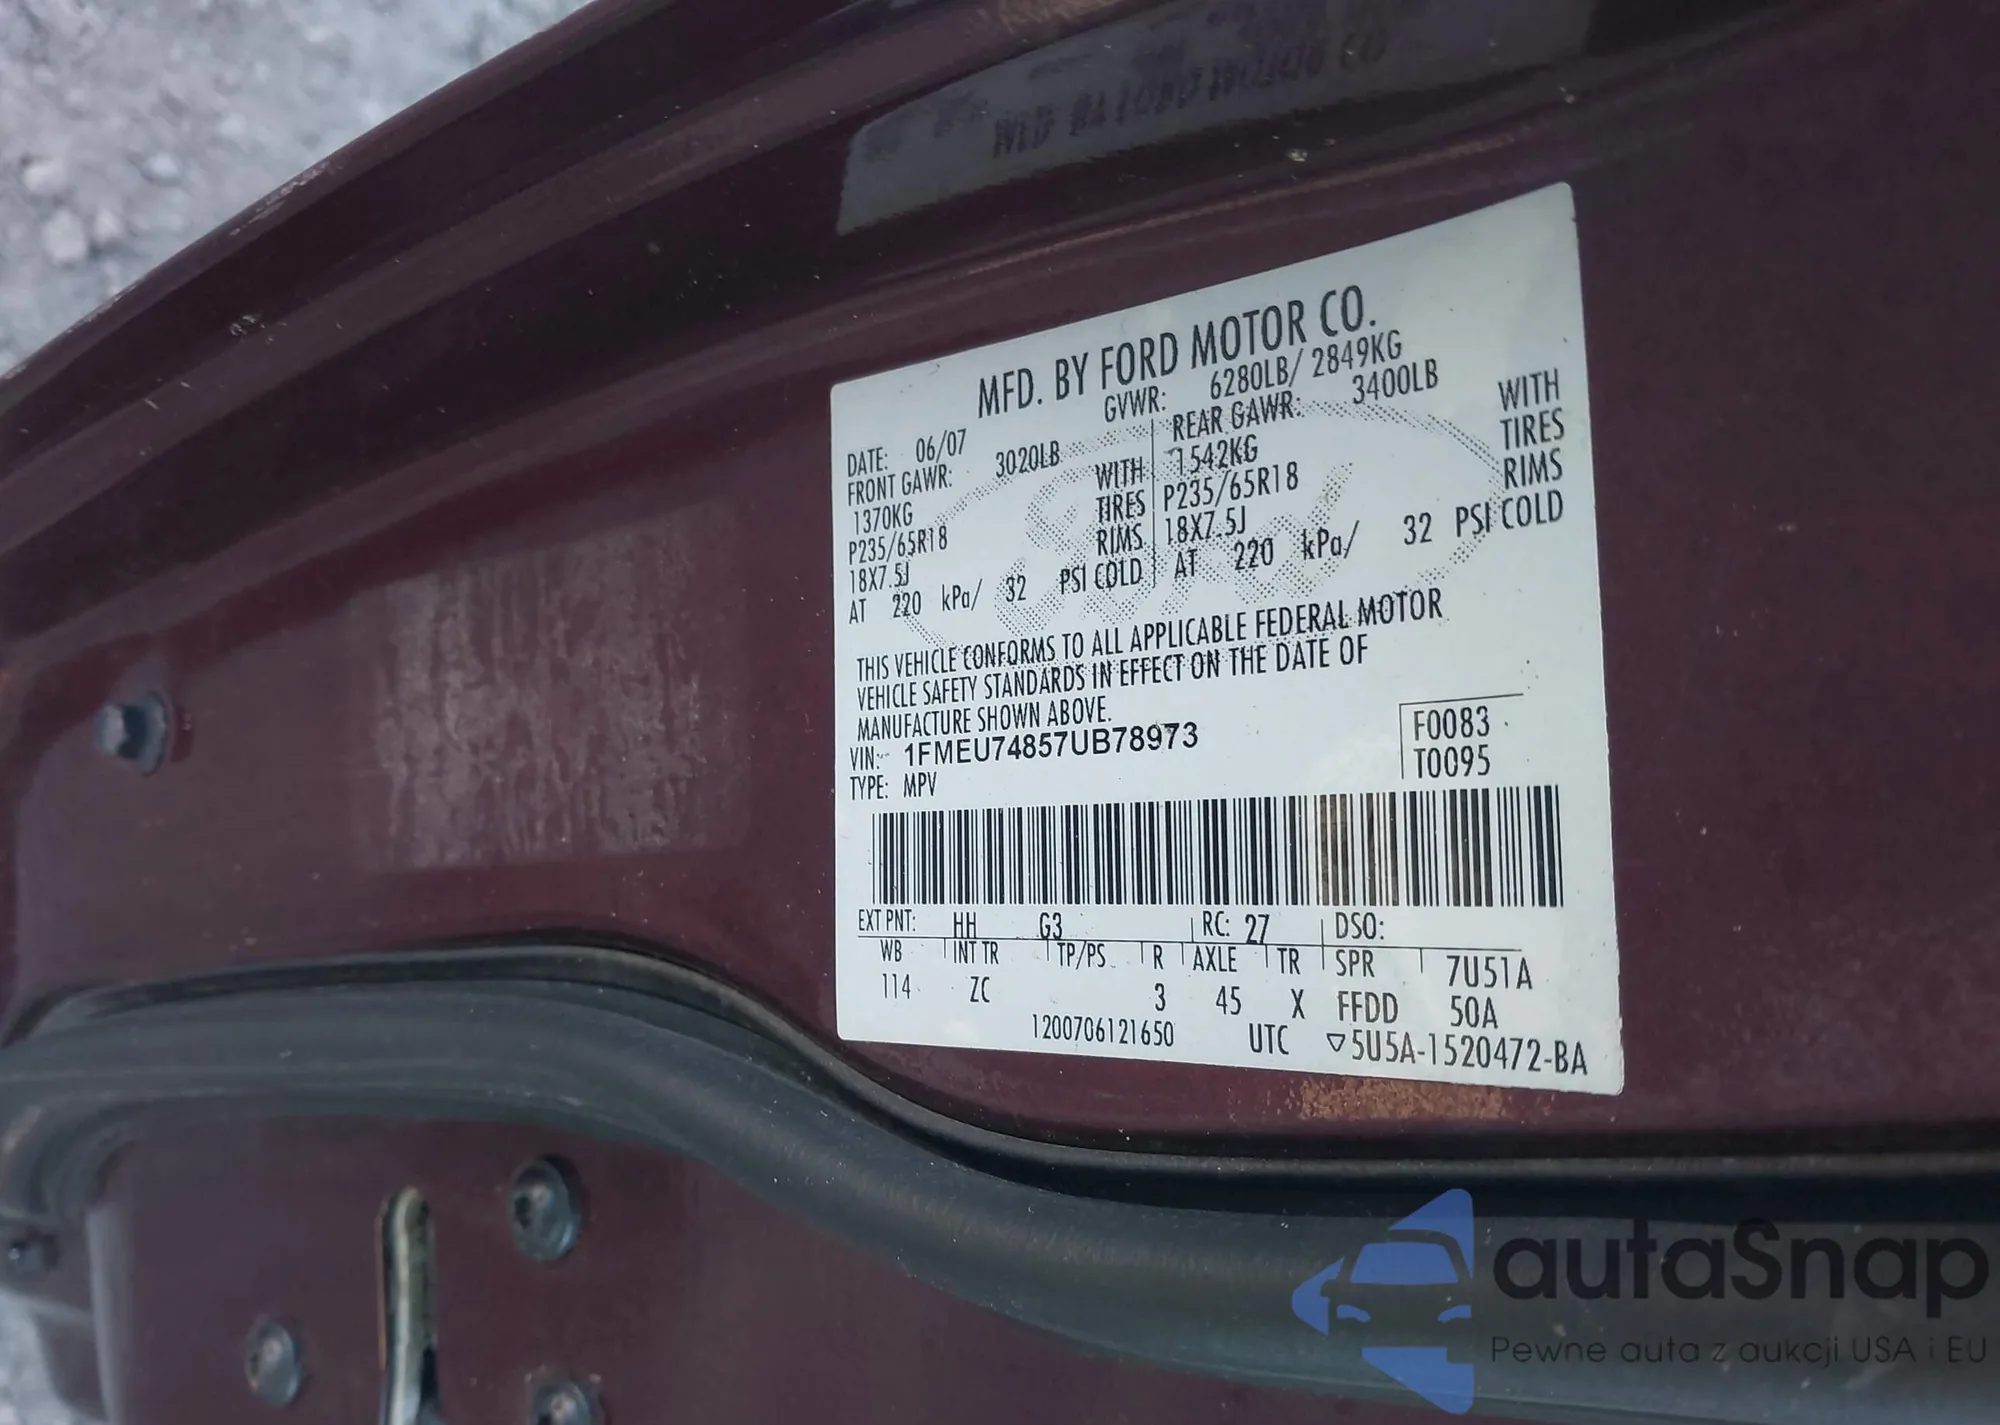 MFD. BY FORD MOTOR CO.
DATE: 06/07 GVWR: 6280LB/ 2849KG
FRONT GAWR: 3020LB REAR GAWR: 3400LB
1370KG WITH 1542KG WITH
P235/65R18 TIRES P235/65R18 TIRES
18X7.5J RIMS 18X7.5J RIMS
AT 220 kPa/ 32 PSI COLD AT 220 kPa/ 32 PSI COLD
THIS VEHICLE CONFORMS TO ALL APPLICABLE FEDERAL MOTOR
VEHICLE SAFETY STANDARDS IN EFFECT ON THE DATE OF
MANUFACTURE SHOWN ABOVE.
VIN: 1FMEU74857UB78973 F0083
TYPE: MPV T0095
EXT PNT: HH G3 RC: 27 DSO:
WB INT TR TP/PS R AXLE TR SPR 7U51A
114 ZC 3 45 X FFDD 50A
1200706121650 UTC ▽5U5A-1520472-BA
autaSnap
Pewne auta z aukcji USA i EU